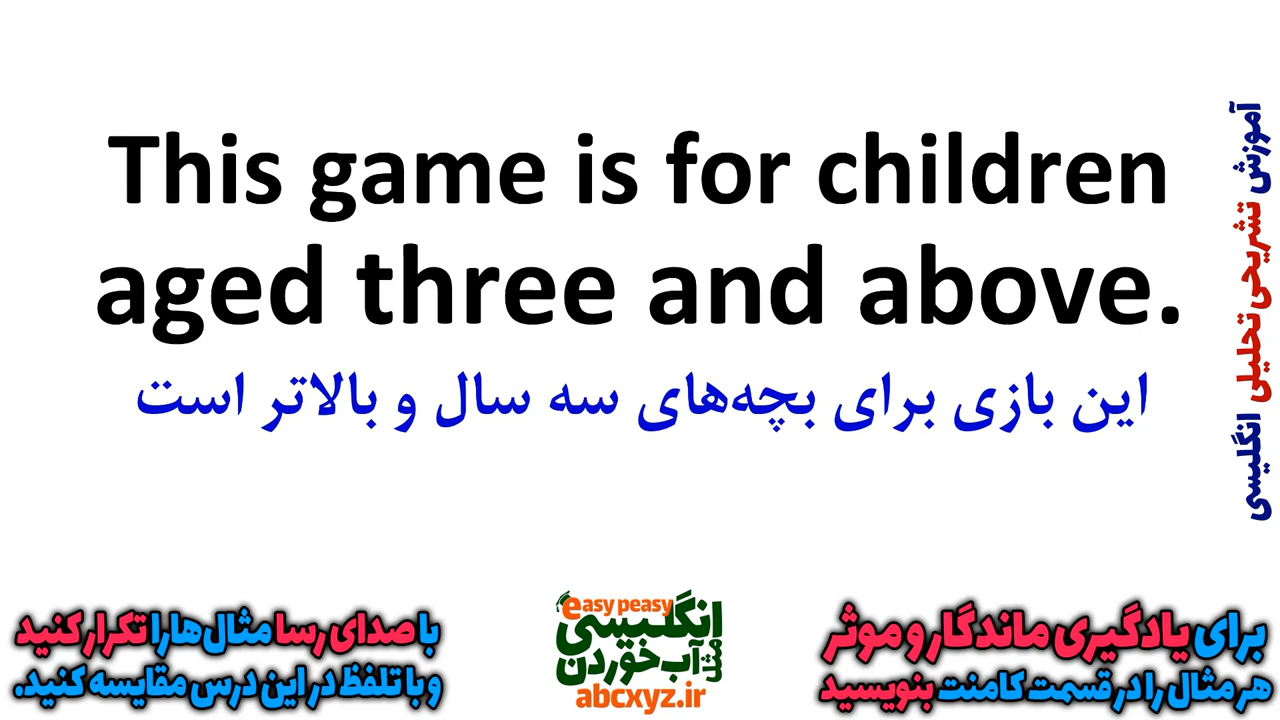 This game is for children
aged three and above.
این بازی برای بچه‌های سه سال و بالاتر است
آموزش تشریحی تحلیلی انگلیسی
برای یادگیری ماندگار و موثر
هر مثال را در قسمت کامنت بنویسید
easy peasy
انگلیسی
مثل آب خوردن
abcxyz.ir
با صدای رسا مثال‌ها را تکرار کنید
و با تلفظ در این درس مقایسه کنید.